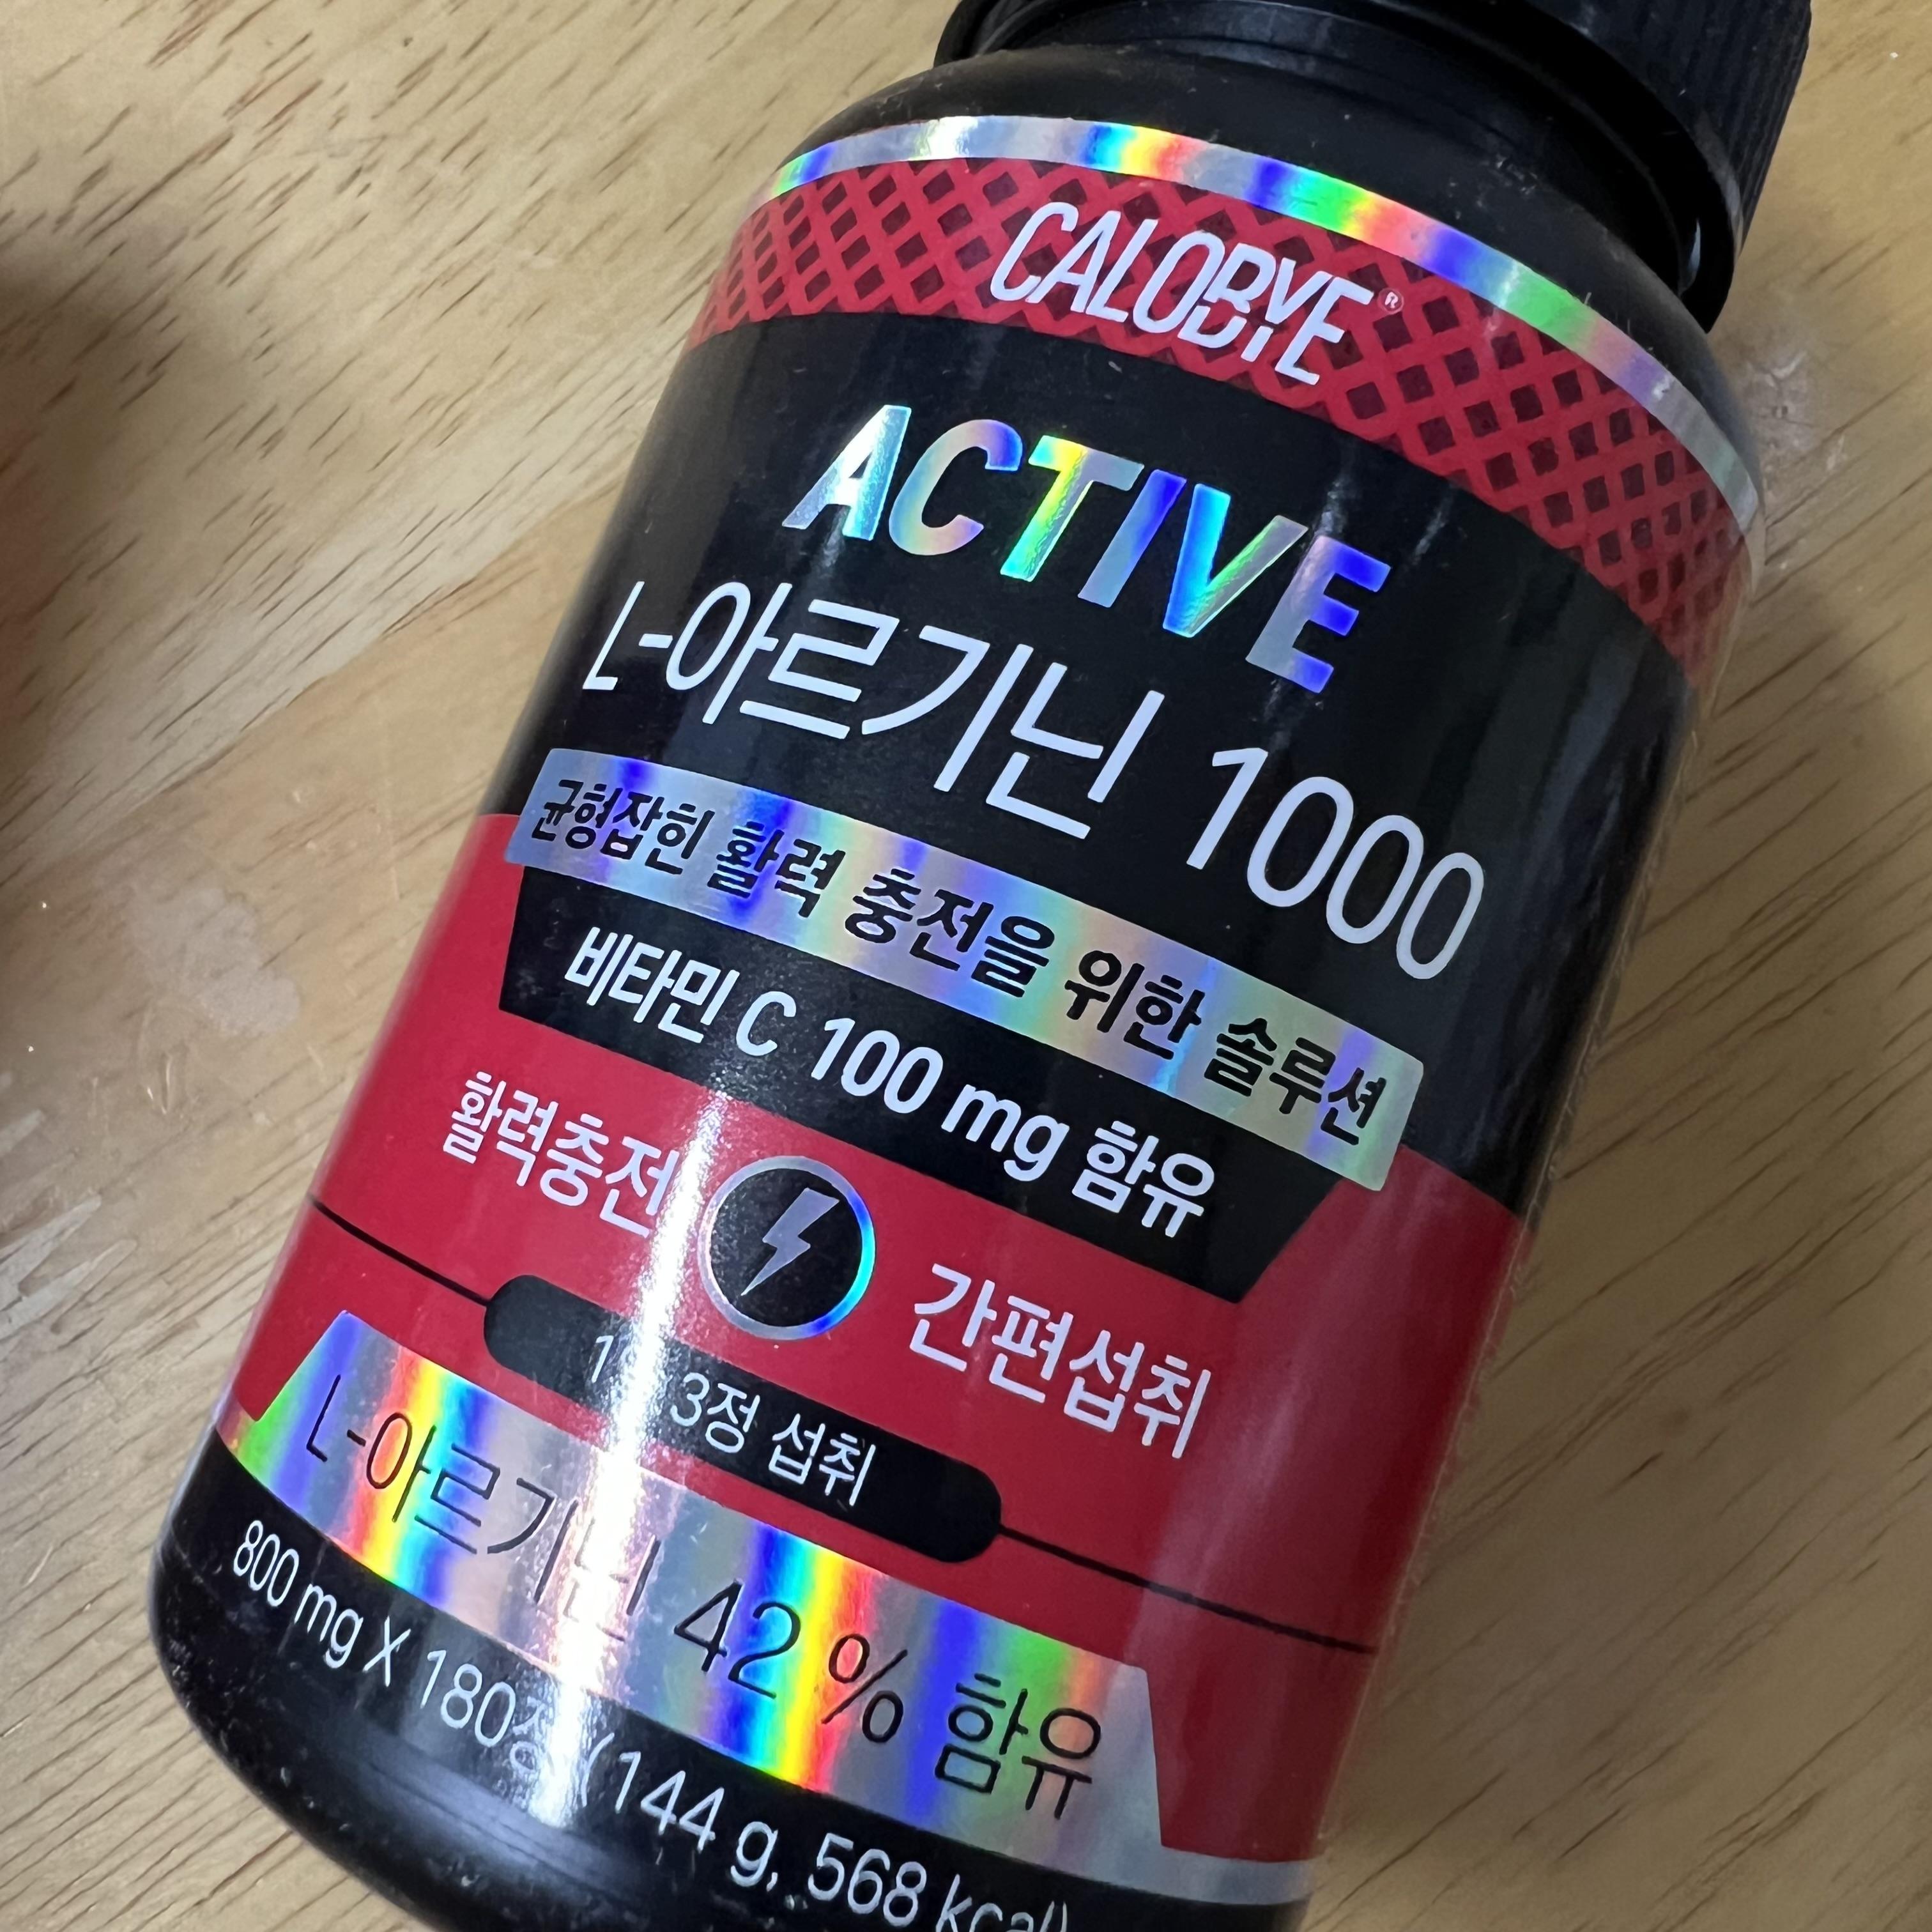 CALOBYE®
ACTIVE
L-아르기닌 1000
균형잡힌 활력 충전을 위한 솔루션
비타민 C 100 mg 함유
활력충전 간편섭취
3정 섭취
L-아르기닌 42 % 함유
800 mg X 180정 (144 g, 568 kcal)